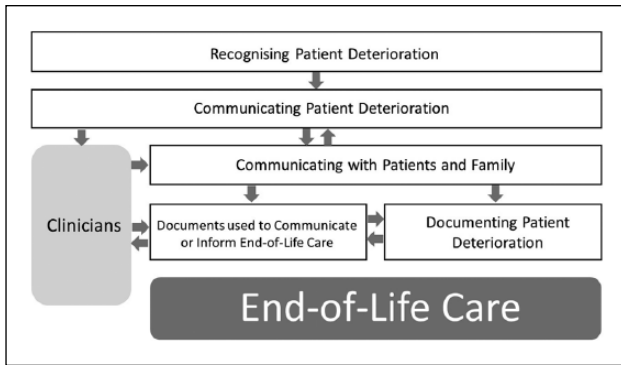 Recognising Patient Deterioration
Communicating Patient Deterioration
Communicating with Patients and Family
Clinicians
Documents used to Communicate
or Inform End-of-Life Care
Documenting Patient
Deterioration
End-of-Life Care